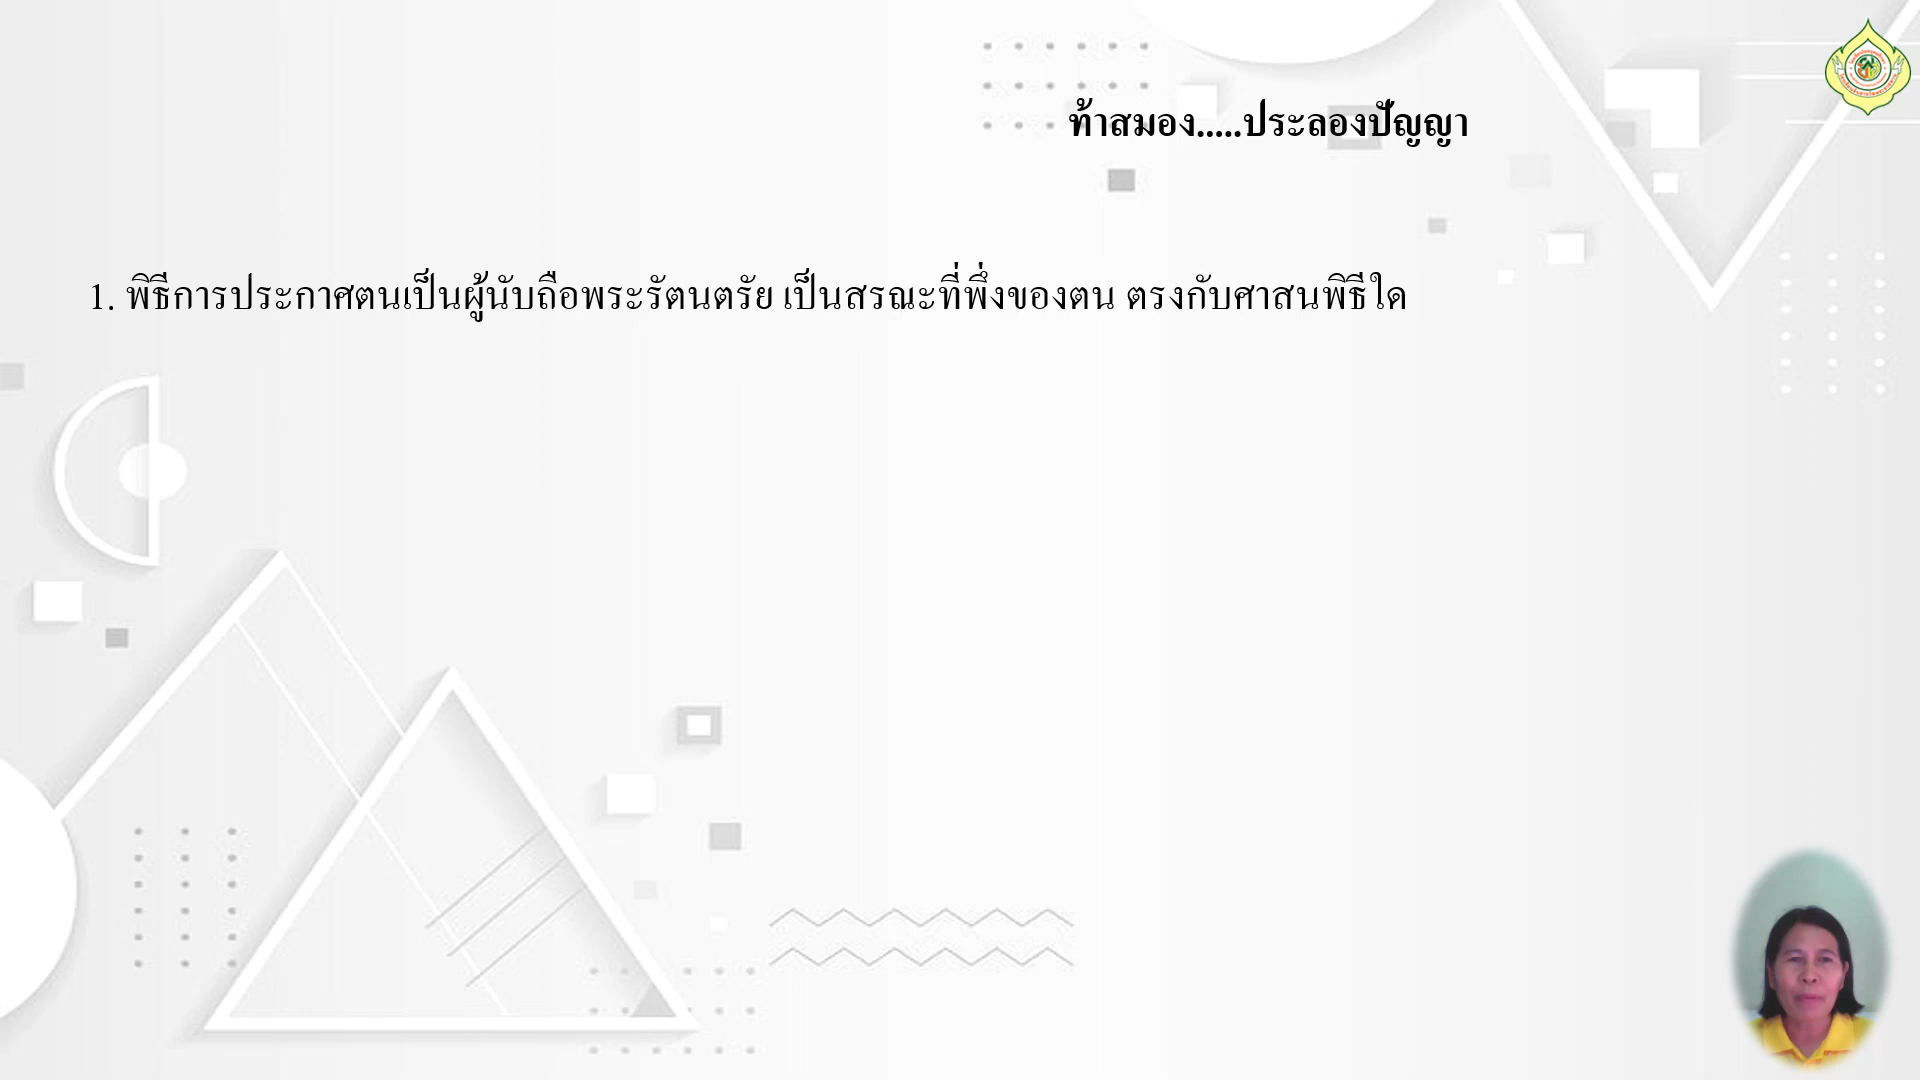 ท้าสมอง.....ประลองปัญญา
1. พิธีการประกาศตนเป็นผู้นับถือพระรัตนตรัย เป็นสรณะที่พึ่งของตน ตรงกับศาสนพิธีใด